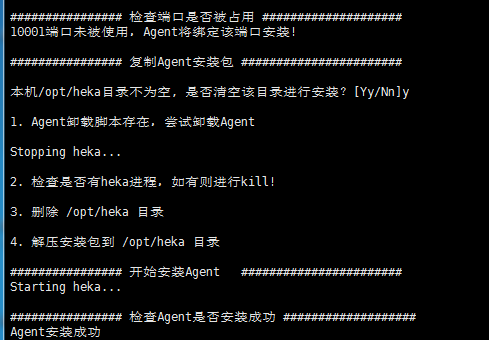 ################ 检查端口是否被占用 ####################
10001端口未被使用, Agent将绑定该端口安装!
################ 复制Agent安装包 #######################
本机/opt/heka目录不为空, 是否清空该目录进行安装? [Yy/Nn]y
1. Agent卸载脚本存在, 尝试卸载Agent
Stopping heka...
2. 检查是否有heka进程, 如有则进行kill!
3. 删除 /opt/heka 目录
4. 解压安装包到 /opt/heka 目录
################ 开始安装Agent   #######################
Starting heka...
################ 检查Agent是否安装成功 ###################
Agent安装成功